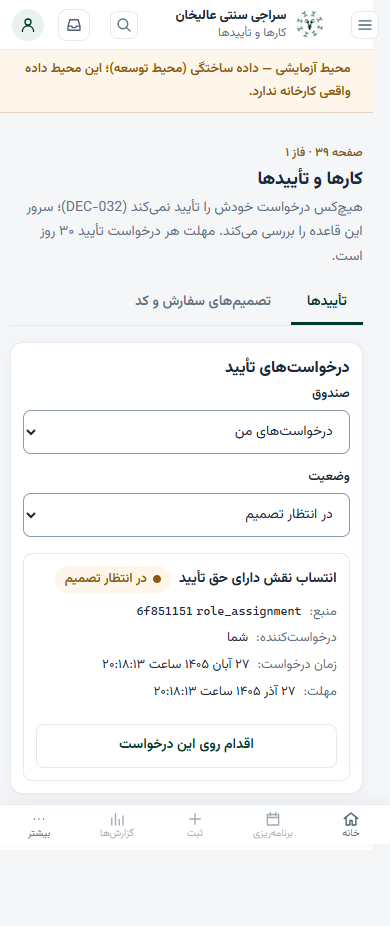 سراجی سنتی عالیخان
کارها و تأییدها
محیط آزمایشی — داده ساختگی (محیط توسعه)؛ این محیط داده
واقعی کارخانه ندارد.
صفحه ۳۹ · فاز ۱
کارها و تأییدها
هیچ‌کس درخواست خودش را تأیید نمی‌کند (DEC-032)؛ سرور
این قاعده را بررسی می‌کند. مهلت هر درخواست تأیید ۳۰ روز
است.
تأییدها
تصمیم‌های سفارش و کد
درخواست‌های تأیید
صندوق
درخواست‌های من
وضعیت
در انتظار تصمیم
انتساب نقش دارای حق تأیید
در انتظار تصمیم
منبع: role_assignment 6f851151
درخواست‌کننده: شما
زمان درخواست: ۲۷ آبان ۱۴۰۵ ساعت ۲۰:۱۸:۱۳
مهلت: ۲۷ آذر ۱۴۰۵ ساعت ۲۰:۱۸:۱۳
اقدام روی این درخواست
خانه
برنامه‌ریزی
ثبت
گزارش‌ها
بیشتر